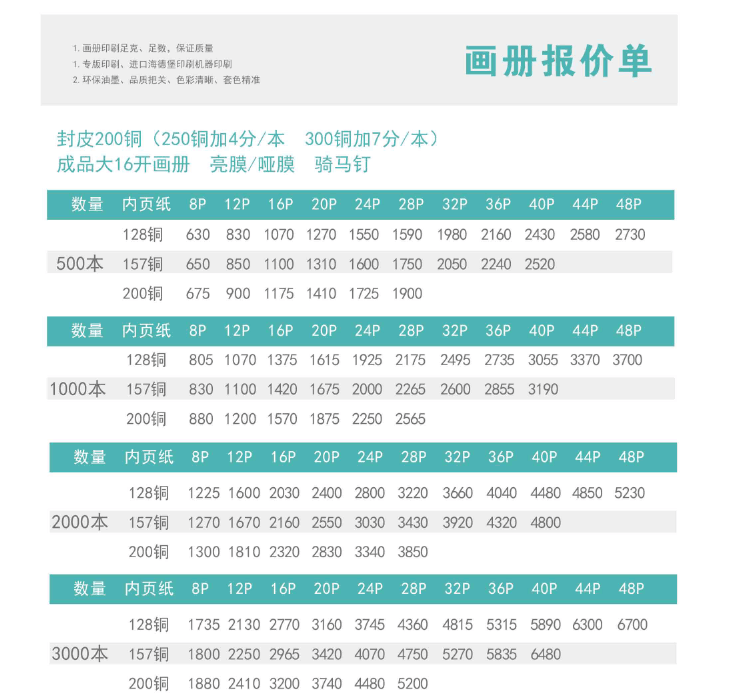 1. 画册印刷足克、足数，保证质量
1. 专版印刷、进口海德堡印刷机器印刷
2. 环保油墨、品质把关、色彩清晰、套色精准
画册报价单
封皮200铜（250铜加4分/本 300铜加7分/本）
成品大16开画册 亮膜/哑膜 骑马钉
数量 内页纸 8P 12P 16P 20P 24P 28P 32P 36P 40P 44P 48P
128铜 630 830 1070 1270 1550 1590 1980 2160 2430 2580 2730
500本 157铜 650 850 1100 1310 1600 1750 2050 2240 2520
200铜 675 900 1175 1410 1725 1900
数量 内页纸 8P 12P 16P 20P 24P 28P 32P 36P 40P 44P 48P
128铜 805 1070 1375 1615 1925 2175 2495 2735 3055 3370 3700
1000本 157铜 830 1100 1420 1675 2000 2265 2600 2855 3190
200铜 880 1200 1570 1875 2250 2565
数量 内页纸 8P 12P 16P 20P 24P 28P 32P 36P 40P 44P 48P
128铜 1225 1600 2030 2400 2800 3220 3660 4040 4480 4850 5230
2000本 157铜 1270 1670 2160 2550 3030 3430 3920 4320 4800
200铜 1300 1810 2320 2830 3340 3850
数量 内页纸 8P 12P 16P 20P 24P 28P 32P 36P 40P 44P 48P
128铜 1735 2130 2770 3160 3745 4360 4815 5315 5890 6300 6700
3000本 157铜 1800 2250 2965 3420 4070 4750 5270 5835 6480
200铜 1880 2410 3200 3740 4480 5200